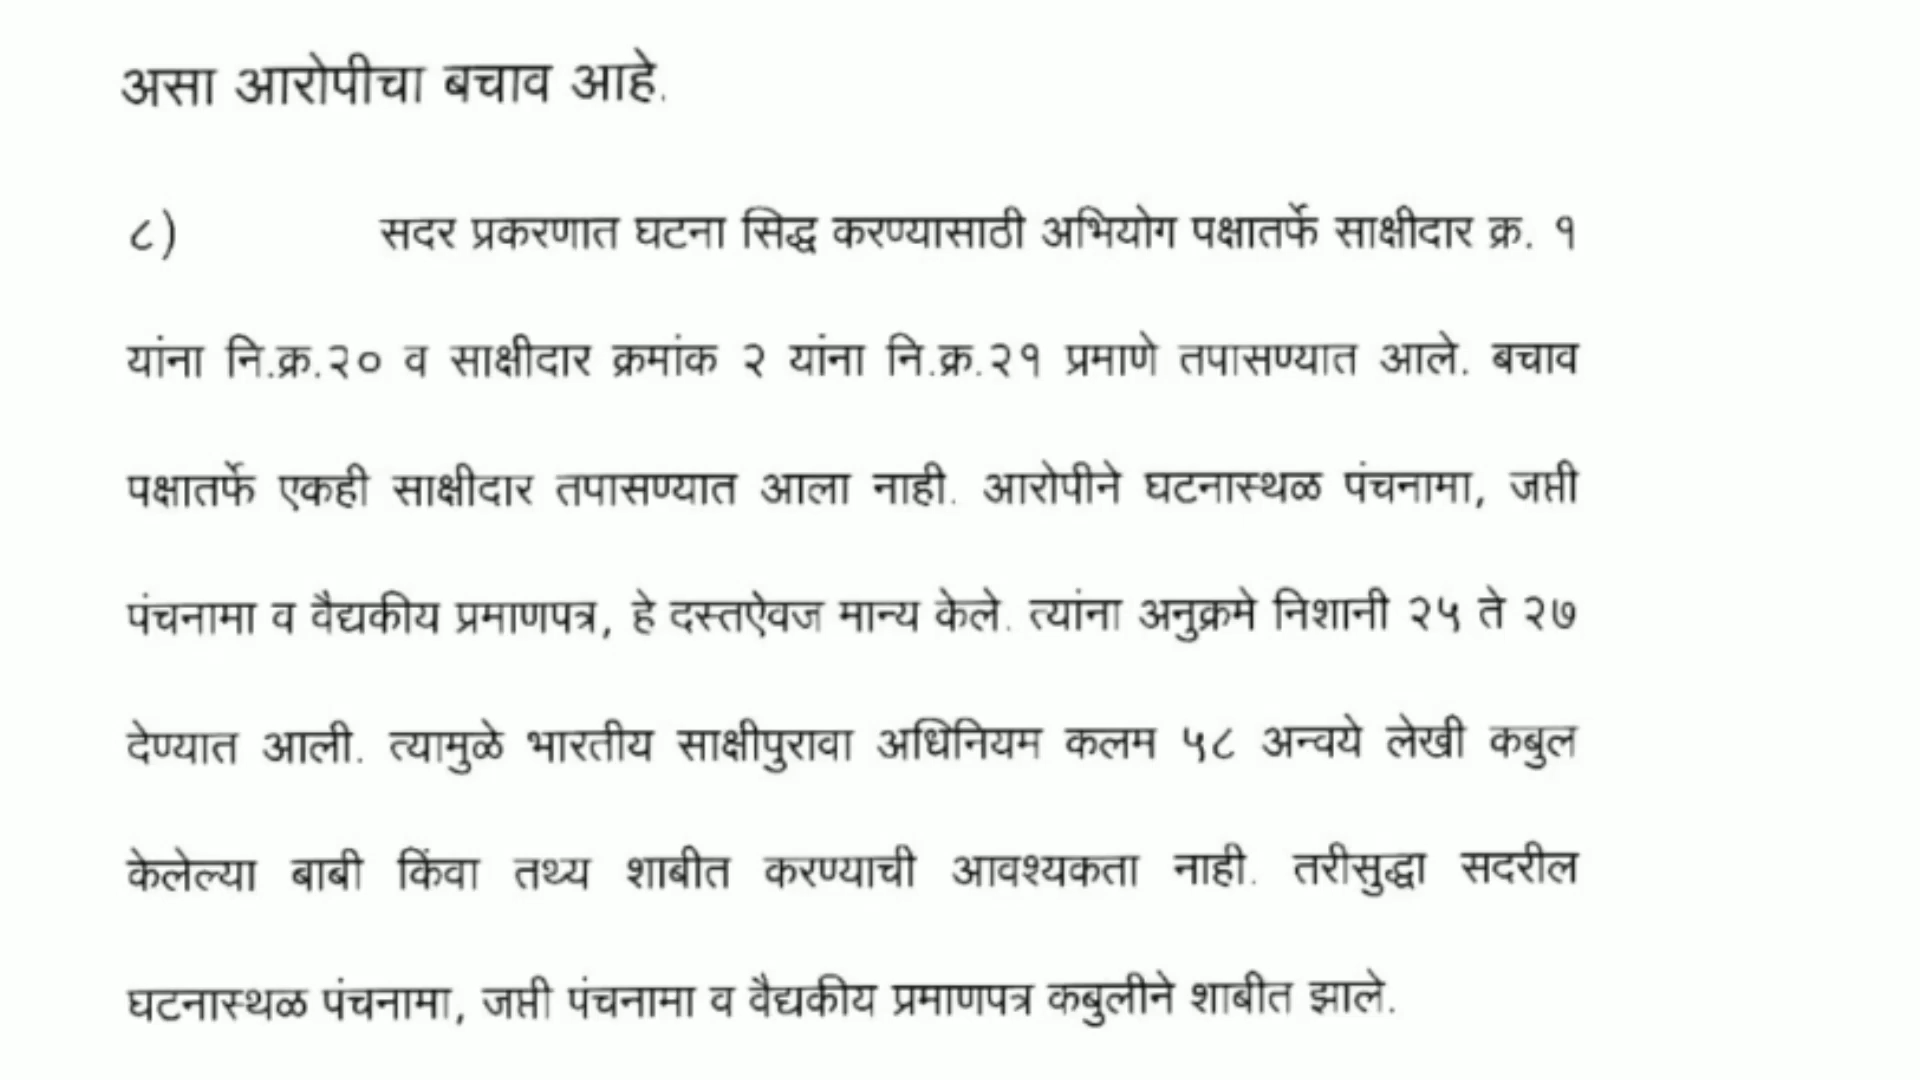 असा आरोपीचा बचाव आहे.
८) सदर प्रकरणात घटना सिद्ध करण्यासाठी अभियोग पक्षातर्फे साक्षीदार क्र. १
यांना नि.क्र.२० व साक्षीदार क्रमांक २ यांना नि.क्र.२१ प्रमाणे तपासण्यात आले. बचाव
पक्षातर्फे एकही साक्षीदार तपासण्यात आला नाही. आरोपीने घटनास्थळ पंचनामा, जप्ती
पंचनामा व वैद्यकीय प्रमाणपत्र, हे दस्तऐवज मान्य केले. त्यांना अनुक्रमे निशानी २५ ते २७
देण्यात आली. त्यामुळे भारतीय साक्षीपुरावा अधिनियम कलम ५८ अन्वये लेखी कबुल
केलेल्या बाबी किंवा तथ्य शाबीत करण्याची आवश्यकता नाही. तरीसुद्धा सदरील
घटनास्थळ पंचनामा, जप्ती पंचनामा व वैद्यकीय प्रमाणपत्र कबुलीने शाबीत झाले.